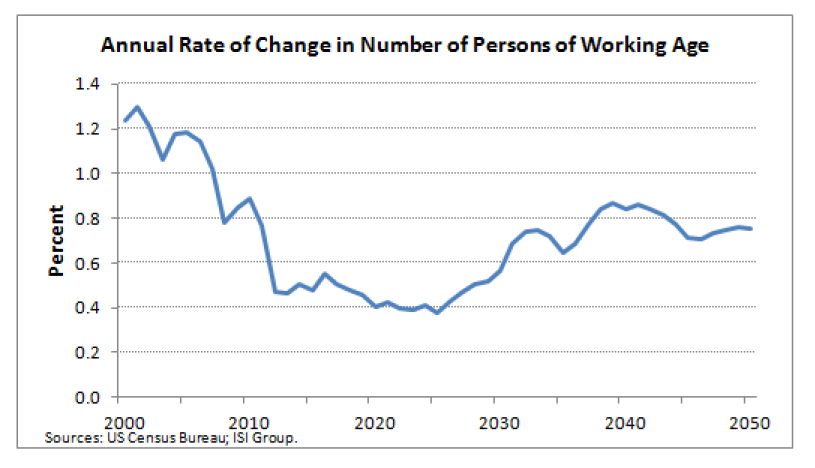 Annual Rate of Change in Number of Persons of Working Age
Percent
1.4
1.2
1.0
0.8
0.6
0.4
0.2
0.0
2000 2010 2020 2030 2040 2050
Sources: US Census Bureau; ISI Group.